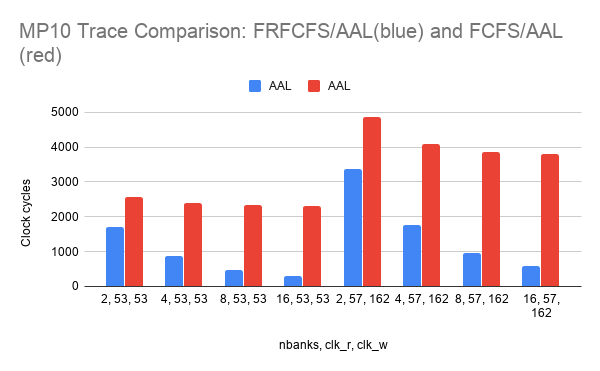 MP10 Trace Comparison: FRFCFS/AAL(blue) and FCFS/AAL
(red)
AAL AAL
5000
4000
3000
2000
1000
0
Clock cycles
2, 53, 53 4, 53, 53 8, 53, 53 16, 53, 53 2, 57, 162 4, 57, 162 8, 57, 162 16, 57,
162
nbanks, clk_r, clk_w